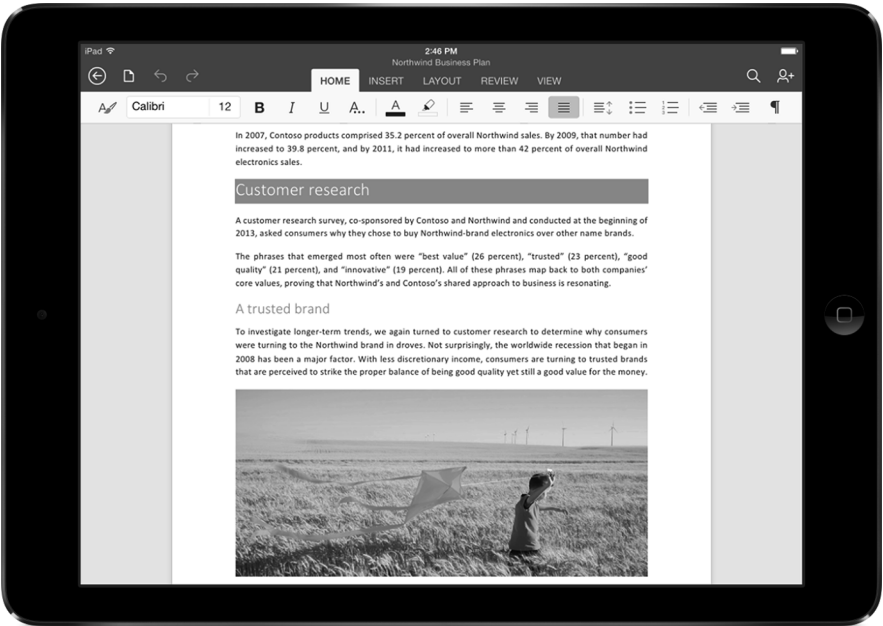 iPad
2:46 PM
Northwind Business Plan
HOME INSERT LAYOUT REVIEW VIEW
Calibri 12 B I U A... A
In 2007, Contoso products comprised 35.2 percent of overall Northwind sales. By 2009, that number had
increased to 39.8 percent, and by 2011, it had increased to more than 42 percent of overall Northwind
electronics sales.
Customer research
A customer research survey, co-sponsored by Contoso and Northwind and conducted at the beginning of
2013, asked consumers why they chose to buy Northwind-brand electronics over other name brands.
The phrases that emerged most often were “best value” (26 percent), “trusted” (23 percent), “good
quality” (21 percent), and “innovative” (19 percent). All of these phrases map back to both companies’
core values, proving that Northwind’s and Contoso’s shared approach to business is resonating.
A trusted brand
To investigate longer-term trends, we again turned to customer research to determine why consumers
were turning to the Northwind brand in droves. Not surprisingly, the worldwide recession that began in
2008 has been a major factor. With less discretionary income, consumers are turning to trusted brands
that are perceived to strike the proper balance of being good quality yet still a good value for the money.